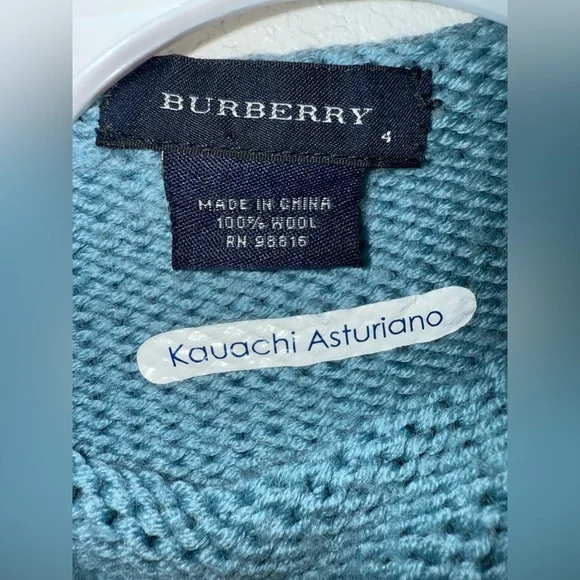 BURBERRY
4
MADE IN CHINA
100% WOOL
RN 98816
Kauachi Asturiano